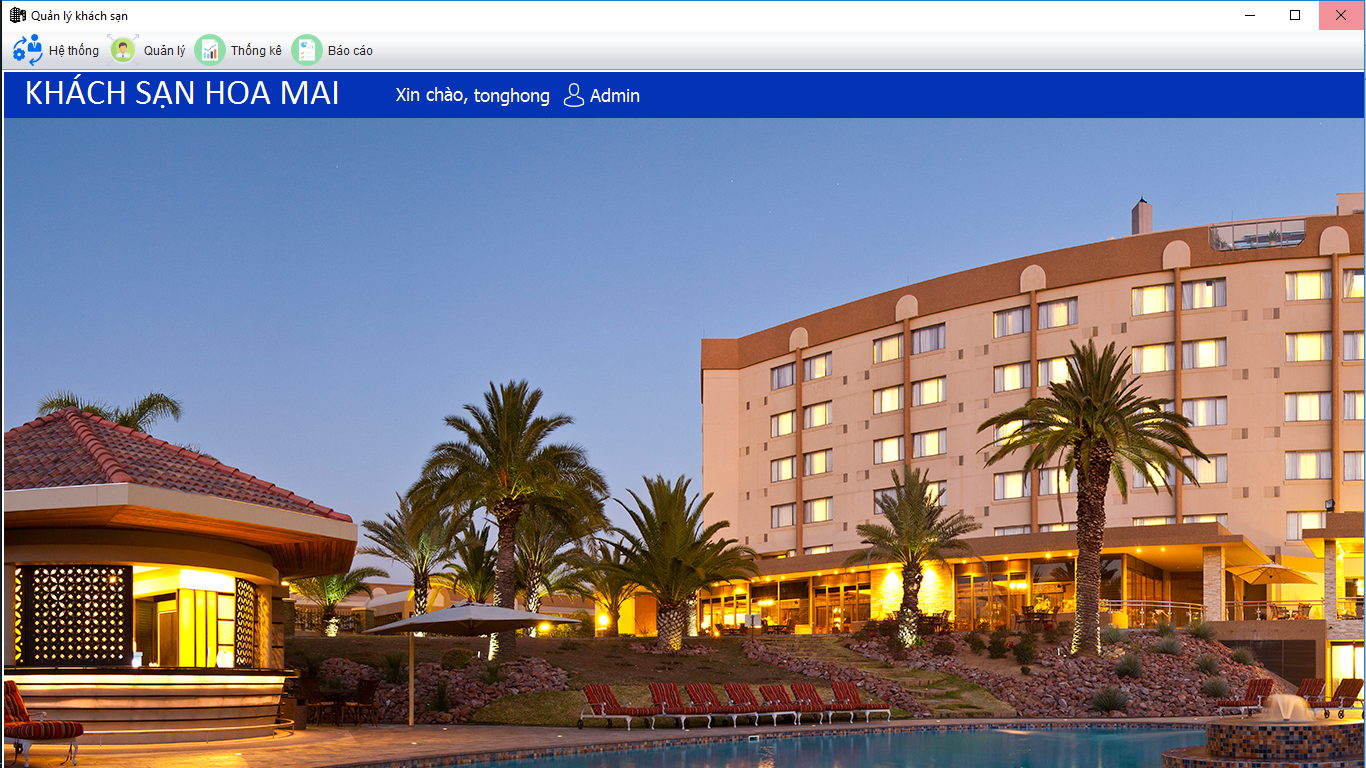 Quản lý khách sạn
Hệ thống Quản lý Thống kê Báo cáo
KHÁCH SẠN HOA MAI Xin chào, tonghong Admin